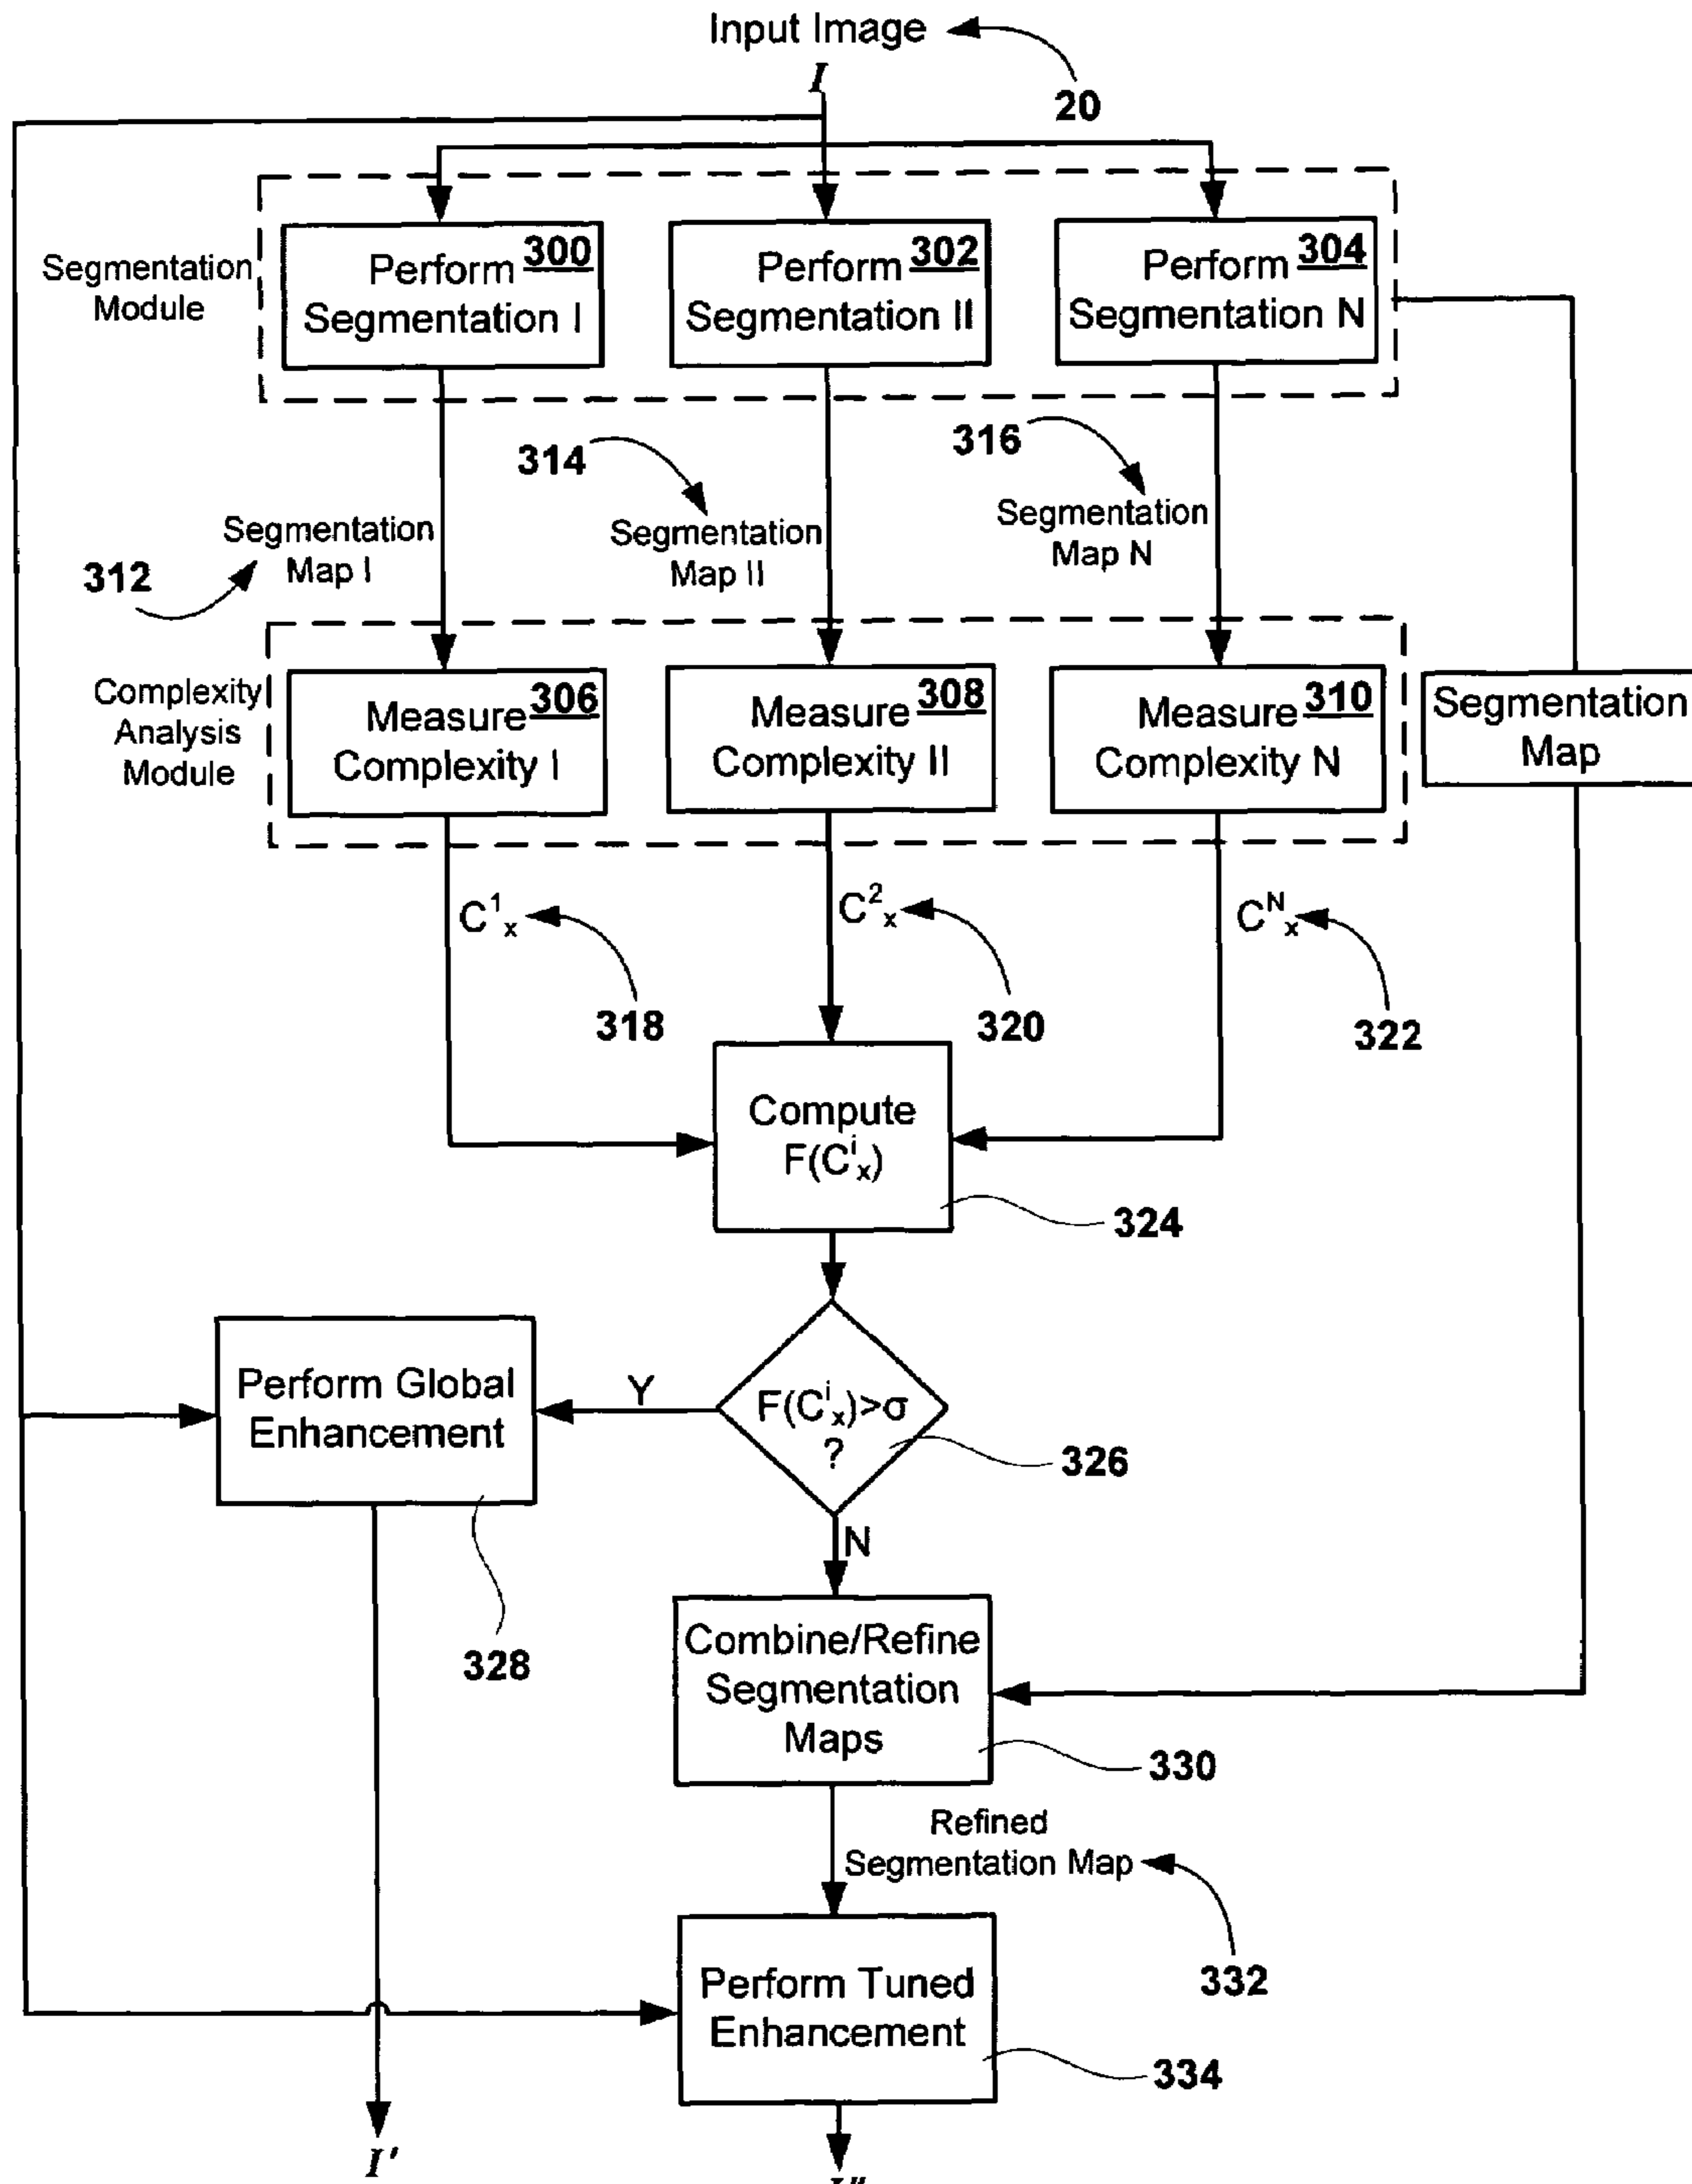 Input Image
I
20
Segmentation
Module
Perform 300
Segmentation I
Perform 302
Segmentation II
Perform 304
Segmentation N
314
316
312
Segmentation
Map I
Segmentation
Map II
Segmentation
Map N
Complexity
Analysis
Module
Measure 306
Complexity I
Measure 308
Complexity II
Measure 310
Complexity N
Segmentation
Map
C¹ₓ
C²ₓ
Cᴺₓ
318
320
322
Compute
F(Cⁱₓ)
324
Perform Global
Enhancement
Y
F(Cⁱₓ)>σ
?
326
N
328
Combine/Refine
Segmentation
Maps
330
Refined
Segmentation Map
332
Perform Tuned
Enhancement
334
I'